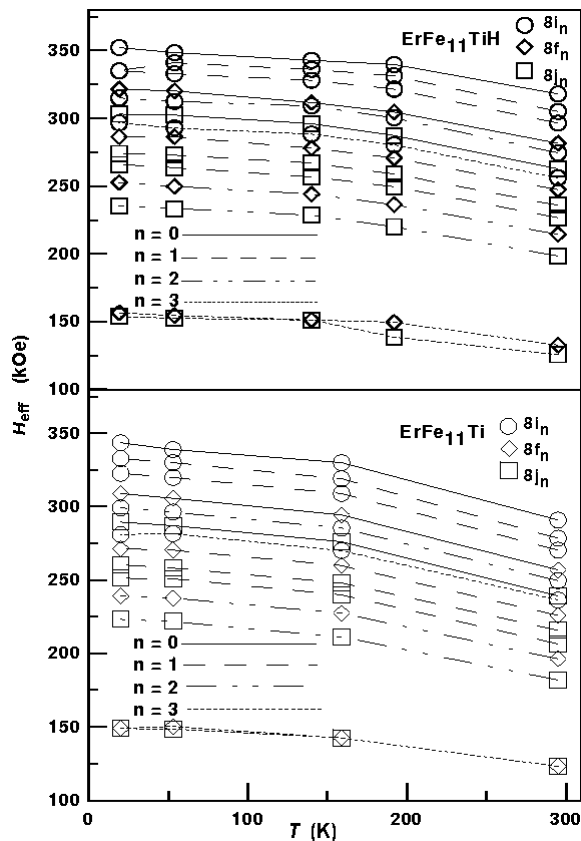 ErFe11TiH
8in
8fn
8jn
350
300
250
200
150
100
n = 0
n = 1
n = 2
n = 3
Heff (kOe)
ErFe11Ti
8in
8fn
8jn
350
300
250
200
150
100
n = 0
n = 1
n = 2
n = 3
0 100 200 300
T (K)